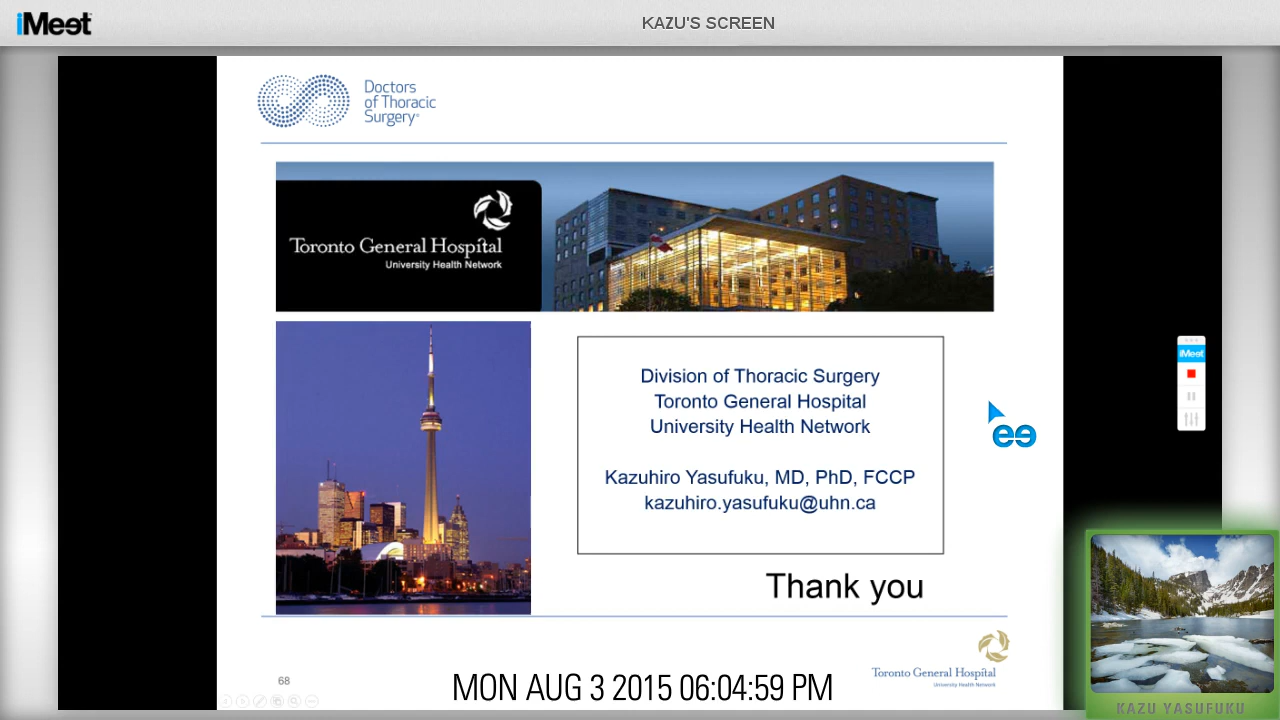 iMeet
KAZU'S SCREEN
Doctors
of Thoracic
Surgery
Toronto General Hospital
University Health Network
iMeet
Division of Thoracic Surgery
Toronto General Hospital
University Health Network
Kazuhiro Yasufuku, MD, PhD, FCCP
kazuhiro.yasufuku@uhn.ca
ee
Thank you
Toronto General Hospital
University Health Network
68
MON AUG 3 2015 06:04:59 PM
KAZU YASUFUKU